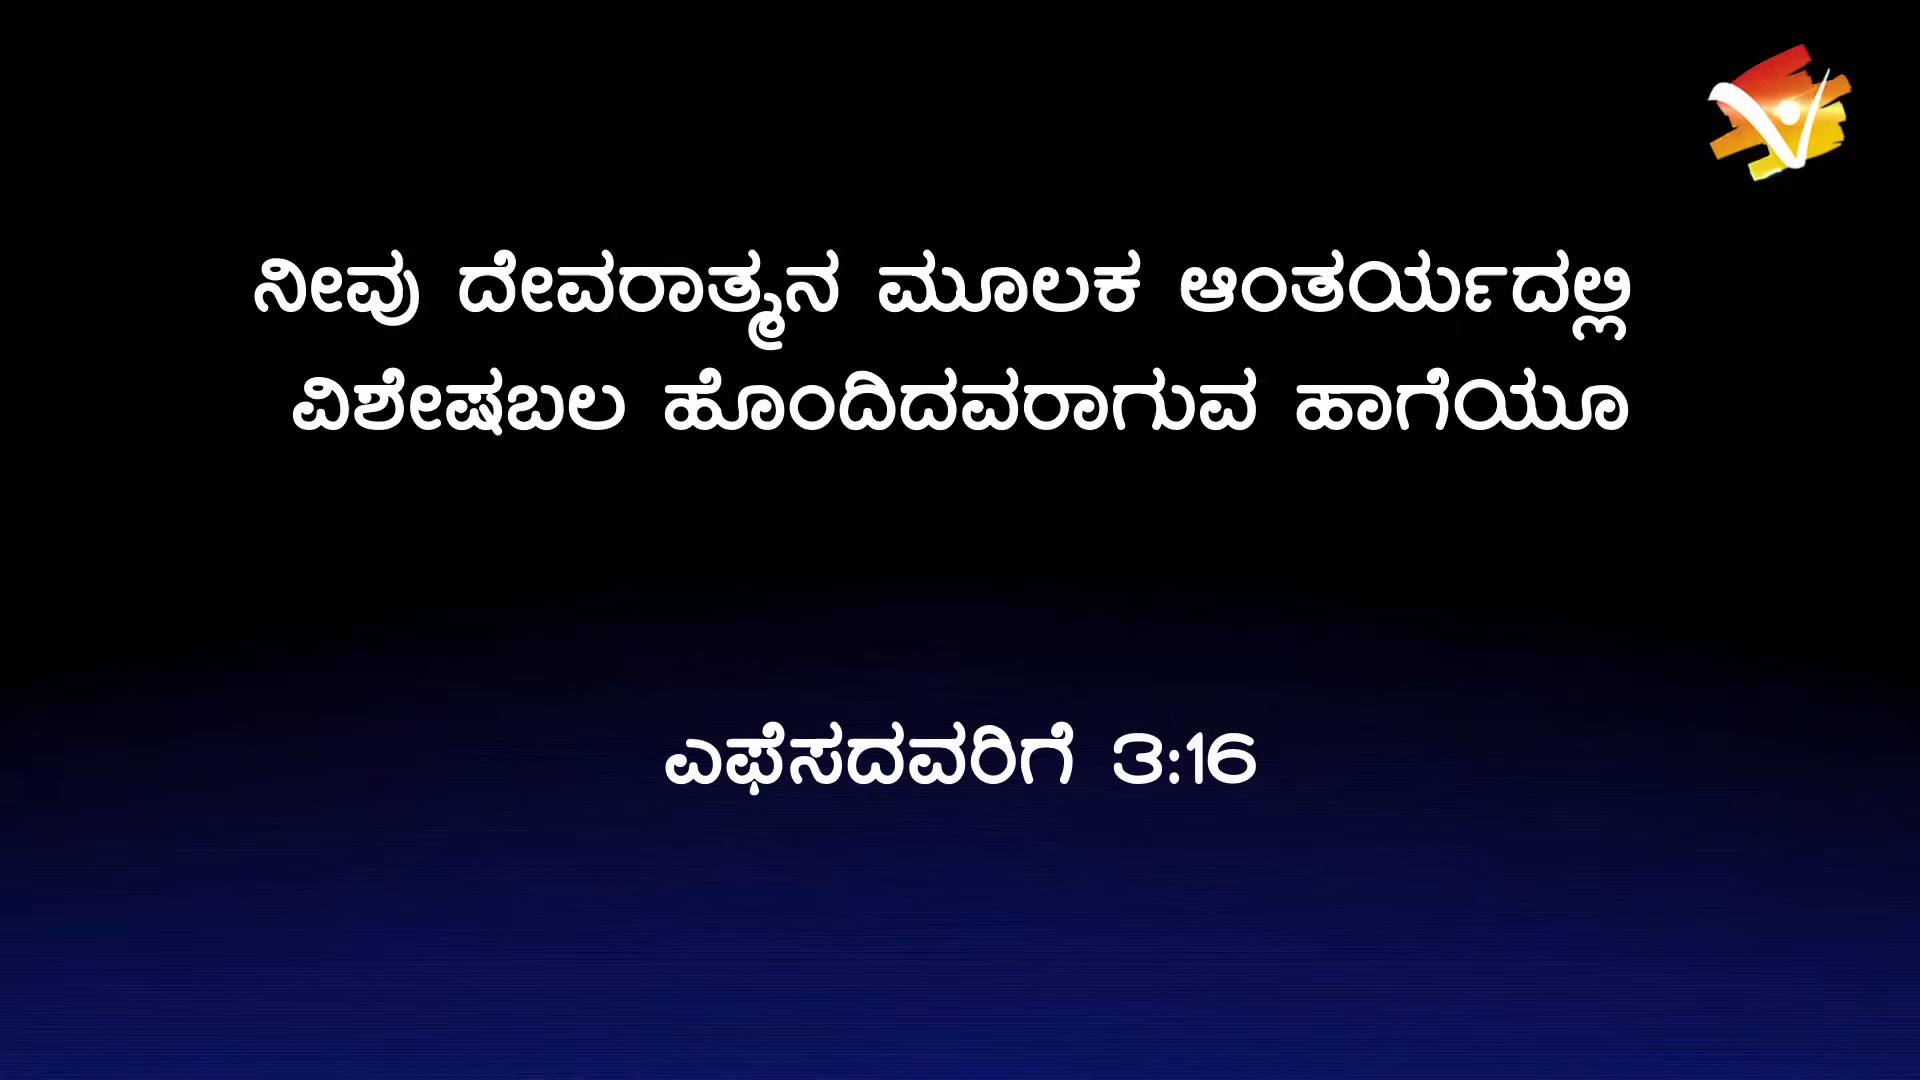 ನೀವು ದೇವರಾತ್ಮನ ಮೂಲಕ ಆಂತರ್ಯದಲ್ಲಿ
ವಿಶೇಷಬಲ ಹೊಂದಿದವರಾಗುವ ಹಾಗೆಯೂ
ಎಫೆಸದವರಿಗೆ 3:16